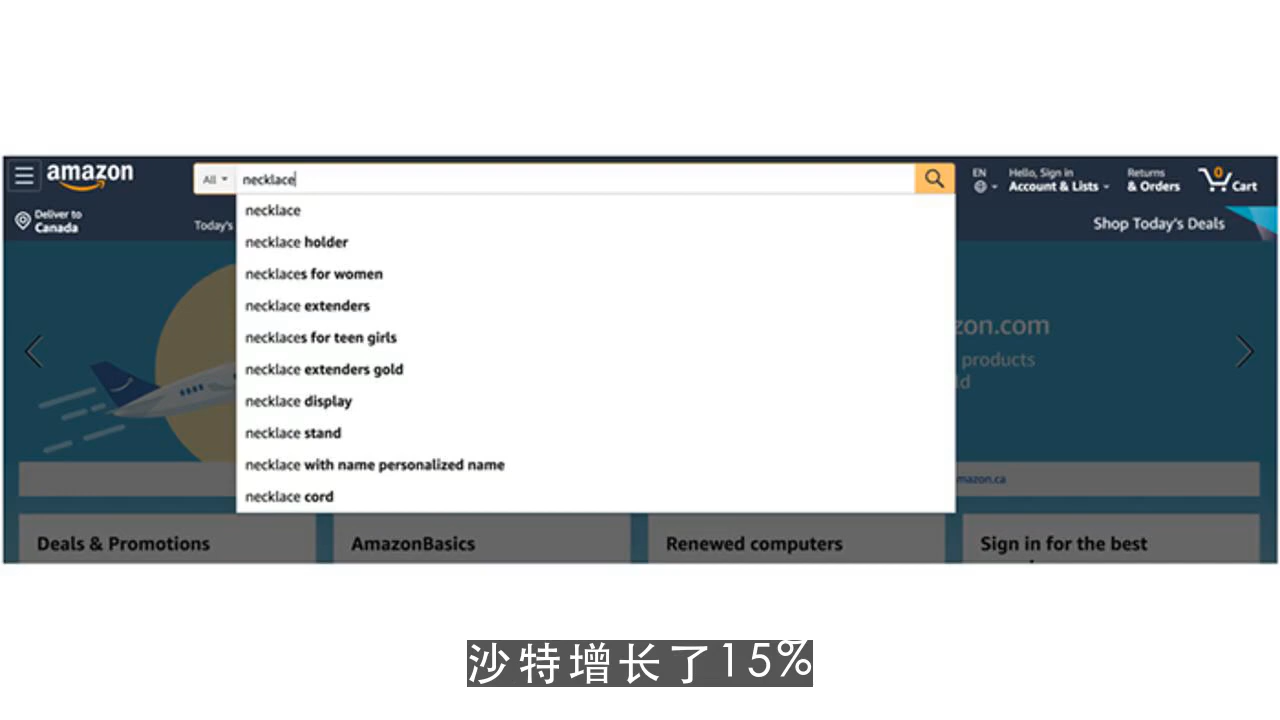 amazon
All
necklace
EN
Hello, Sign in
Account & Lists
Returns
& Orders
0
Cart
Deliver to
Canada
Today's
Shop Today's Deals
necklace
necklace holder
necklaces for women
necklace extenders
necklaces for teen girls
necklace extenders gold
necklace display
necklace stand
necklace with name personalized name
necklace cord
zon.com
products
ld
mazon.ca
Deals & Promotions
AmazonBasics
Renewed computers
Sign in for the best
沙特增长了15%